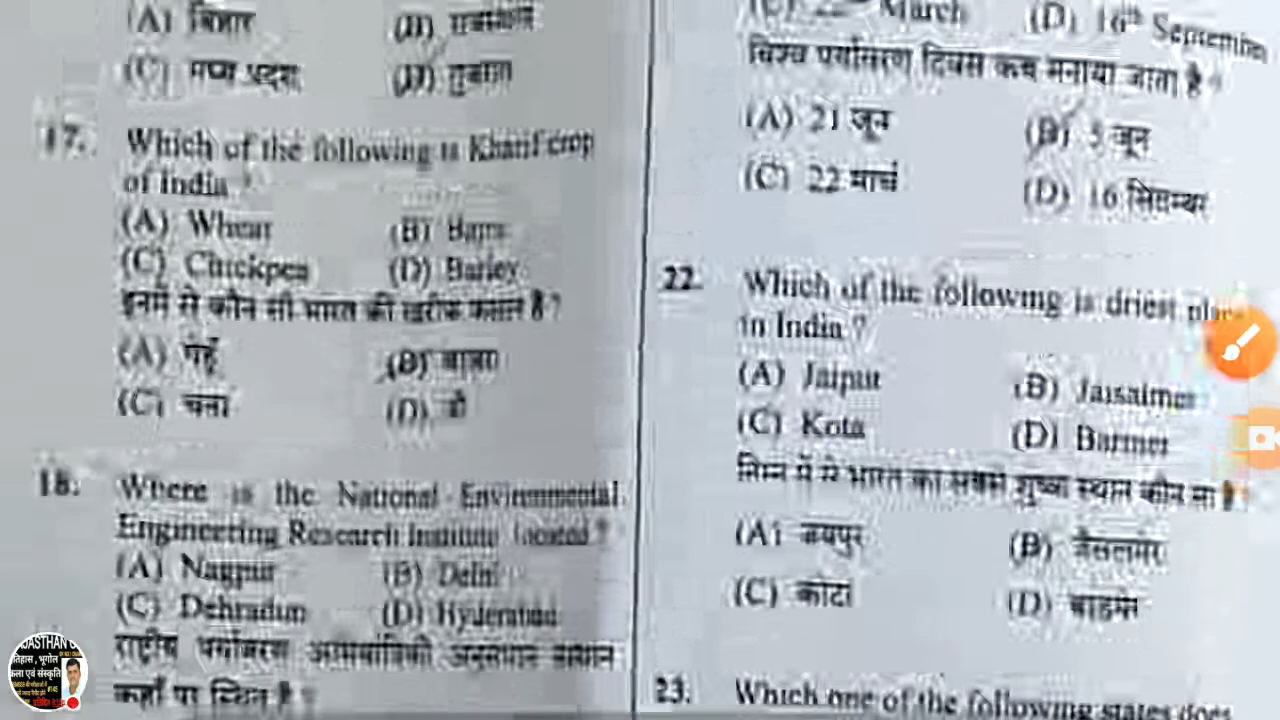 (A) बिहार (B) राजस्थान
(C) मध्य प्रदेश (D) गुजरात
17. Which of the following is Kharif crop
of India ?
(A) Wheat (B) Bajra
(C) Chickpea (D) Barley
इनमें से कौन सी भारत की खरीफ फसल है?
(A) गेहूँ (B) बाजरा
(C) चना (D) जौ
18. Where is the National Environmental
Engineering Research Institute located ?
(A) Nagpur (B) Delhi
(C) Dehradun (D) Hyderabad
राष्ट्रीय पर्यावरण अभियांत्रिकी अनुसंधान संस्थान
कहाँ पर स्थित है ?
(C) 22nd March (D) 16th September
विश्व पर्यावरण दिवस कब मनाया जाता है ?
(A) 21 जून (B) 5 जून
(C) 22 मार्च (D) 16 सितम्बर
22. Which of the following is driest place
in India ?
(A) Jaipur (B) Jaisalmer
(C) Kota (D) Barmer
निम्न में से भारत का सबसे शुष्क स्थान कौन सा है
(A) जयपुर (B) जैसलमेर
(C) कोटा (D) बाडमेर
23. Which one of the following states does